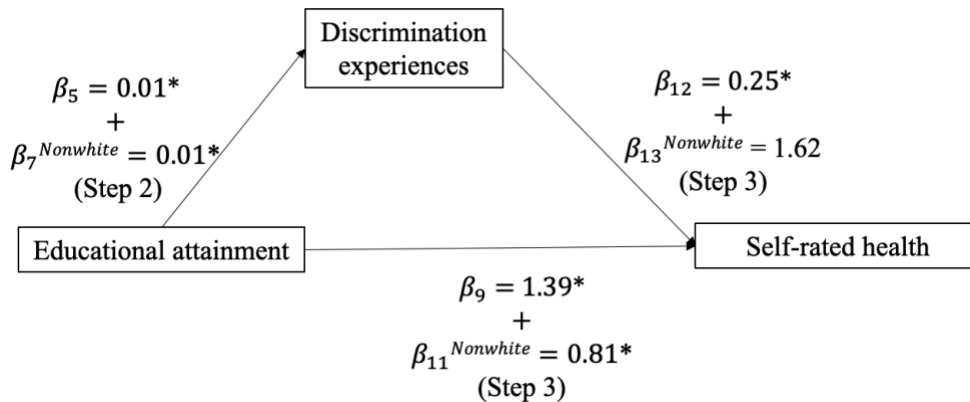 Discrimination
experiences
β₅ = 0.01*
+
β₇ᴺᵒⁿʷʰⁱᵗᵉ = 0.01*
(Step 2)
β₁₂ = 0.25*
+
β₁₃ᴺᵒⁿʷʰⁱᵗᵉ = 1.62
(Step 3)
Educational attainment
Self-rated health
β₉ = 1.39*
+
β₁₁ᴺᵒⁿʷʰⁱᵗᵉ = 0.81*
(Step 3)